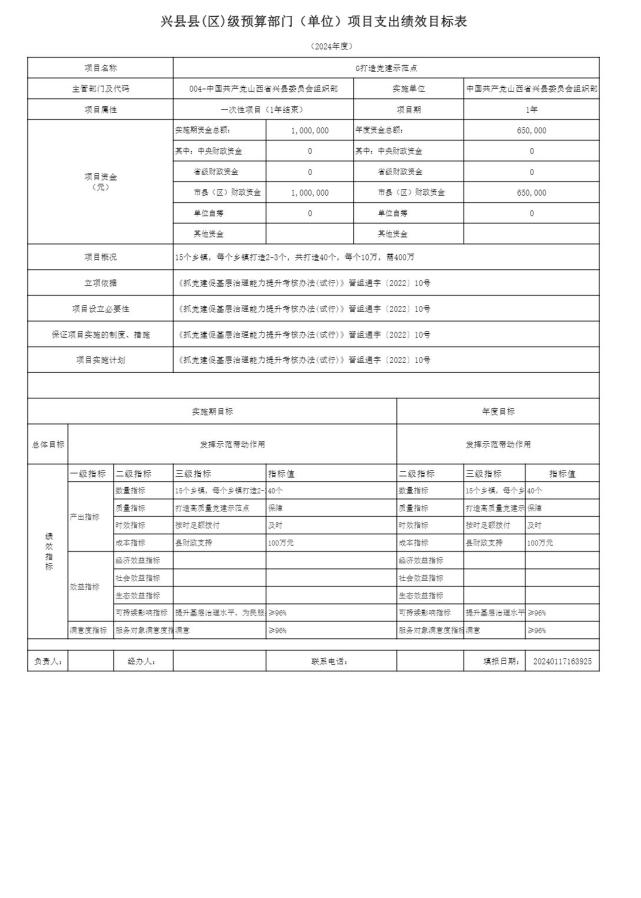 兴县县(区)级预算部门（单位）项目支出绩效目标表
（2024年度）
项目名称 G打造党建示范点
主管部门及代码 004-中国共产党山西省兴县委员会组织部 实施单位 中国共产党山西省兴县委员会组织部
项目属性 一次性项目（1年结束） 项目期 1年
项目资金（元）
实施期资金总额： 1,000,000 年度资金总额： 650,000
其中：中央财政资金 0 其中：中央财政资金 0
省级财政资金 0 省级财政资金 0
市县（区）财政资金 1,000,000 市县（区）财政资金 650,000
单位自筹 0 单位自筹 0
其他资金 其他资金
项目概况 15个乡镇，每个乡镇打造2-3个，共打造40个，每个10万，需400万
立项依据 《抓党建促基层治理能力提升考核办法(试行)》晋组通字〔2022〕10号
项目设立必要性 《抓党建促基层治理能力提升考核办法(试行)》晋组通字〔2022〕10号
保证项目实施的制度、措施 《抓党建促基层治理能力提升考核办法(试行)》晋组通字〔2022〕10号
项目实施计划 《抓党建促基层治理能力提升考核办法(试行)》晋组通字〔2022〕10号
实施期目标 年度目标
总体目标 发挥示范带动作用 发挥示范带动作用
绩效指标
一级指标 二级指标 三级指标 指标值 二级指标 三级指标 指标值
产出指标
数量指标 15个乡镇，每个乡镇打造2- 40个 数量指标 15个乡镇，每个乡 40个
质量指标 打造高质量党建示范点 保障 质量指标 打造高质量党建示 保障
时效指标 按时足额拨付 及时 时效指标 按时足额拨付 及时
成本指标 县财政支持 100万元 成本指标 县财政支持 100万元
效益指标
经济效益指标 经济效益指标
社会效益指标 社会效益指标
生态效益指标 生态效益指标
可持续影响指标 提升基层治理水平，为民服 ≥96% 可持续影响指标 提升基层治理水平 ≥96%
满意度指标 服务对象满意度指 满意 ≥96% 服务对象满意度指标 满意 ≥96%
负责人： 经办人： 联系电话： 填报日期： 20240117163925